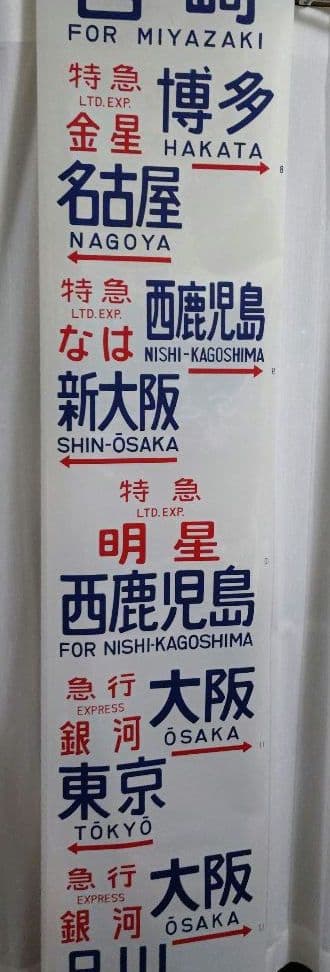 FOR MIYAZAKI
特急
LTD.EXP.
金星
博多
HAKATA
8
名古屋
NAGOYA
特急
LTD.EXP.
なは
西鹿児島
NISHI-KAGOSHIMA
新大阪
SHIN-ŌSAKA
特急
LTD.EXP.
明星
西鹿児島
FOR NISHI-KAGOSHIMA
急行
EXPRESS
銀河
大阪
ŌSAKA
11
東京
TŌKYŌ
急行
EXPRESS
銀河
大阪
ŌSAKA